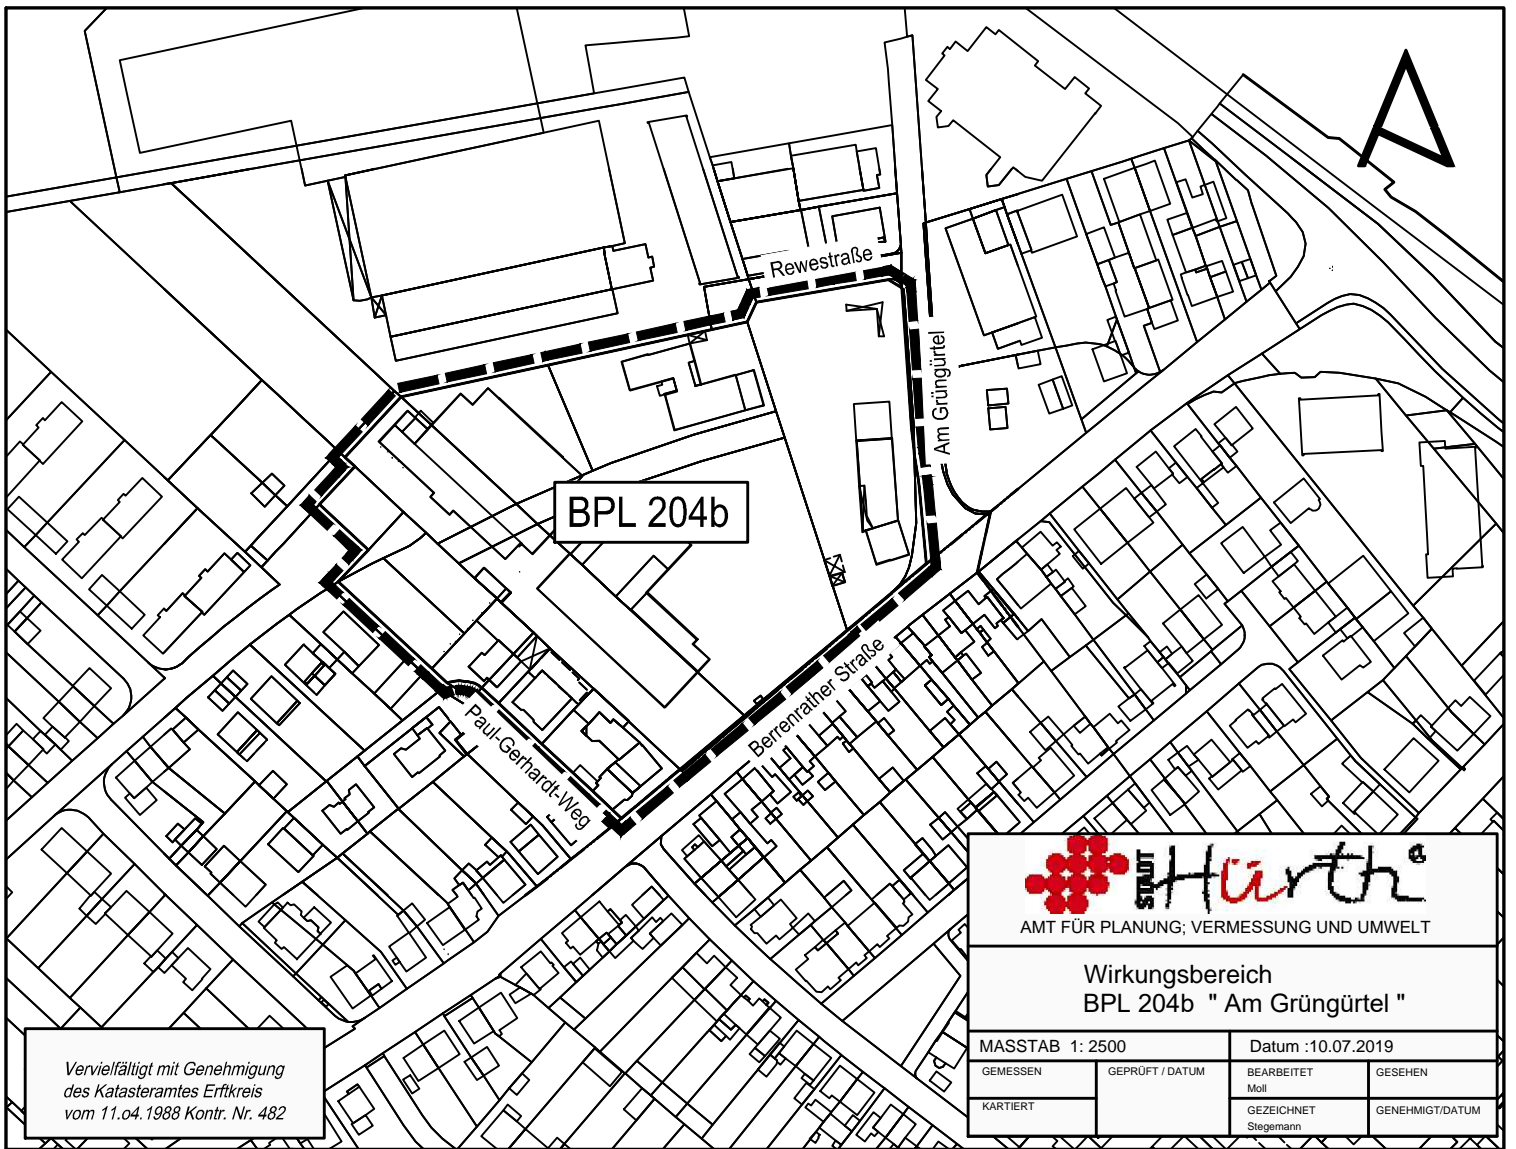 Rewestraße
Am Grüngürtel
BPL 204b
Berrenrather Straße
Paul-Gerhardt-Weg
STADT Hürth
AMT FÜR PLANUNG; VERMESSUNG UND UMWELT
Wirkungsbereich
BPL 204b " Am Grüngürtel "
MASSTAB 1: 2500
Datum :10.07.2019
GEMESSEN
GEPRÜFT / DATUM
BEARBEITET
Moll
GESEHEN
KARTIERT
GEZEICHNET
Stegemann
GENEHMIGT/DATUM
Vervielfältigt mit Genehmigung
des Katasteramtes Erftkreis
vom 11.o4.1988 Kontr. Nr. 482